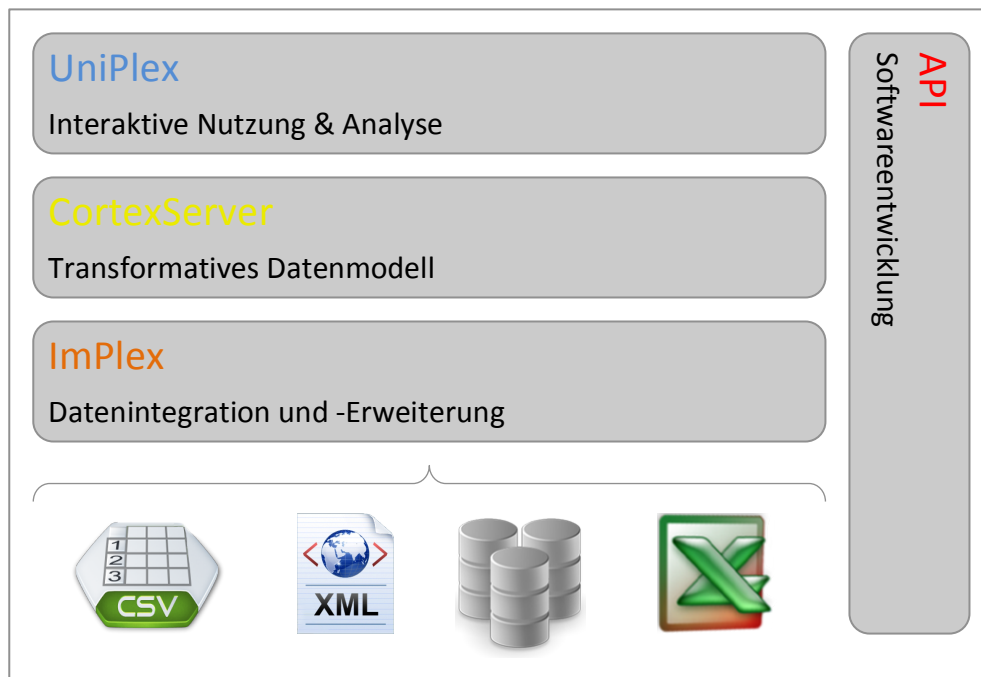 UniPlex
Interaktive Nutzung & Analyse
CortexServer
Transformatives Datenmodell
ImPlex
Datenintegration und -Erweiterung
API
Softwareentwicklung
1
2
3
CSV
< >
XML
X